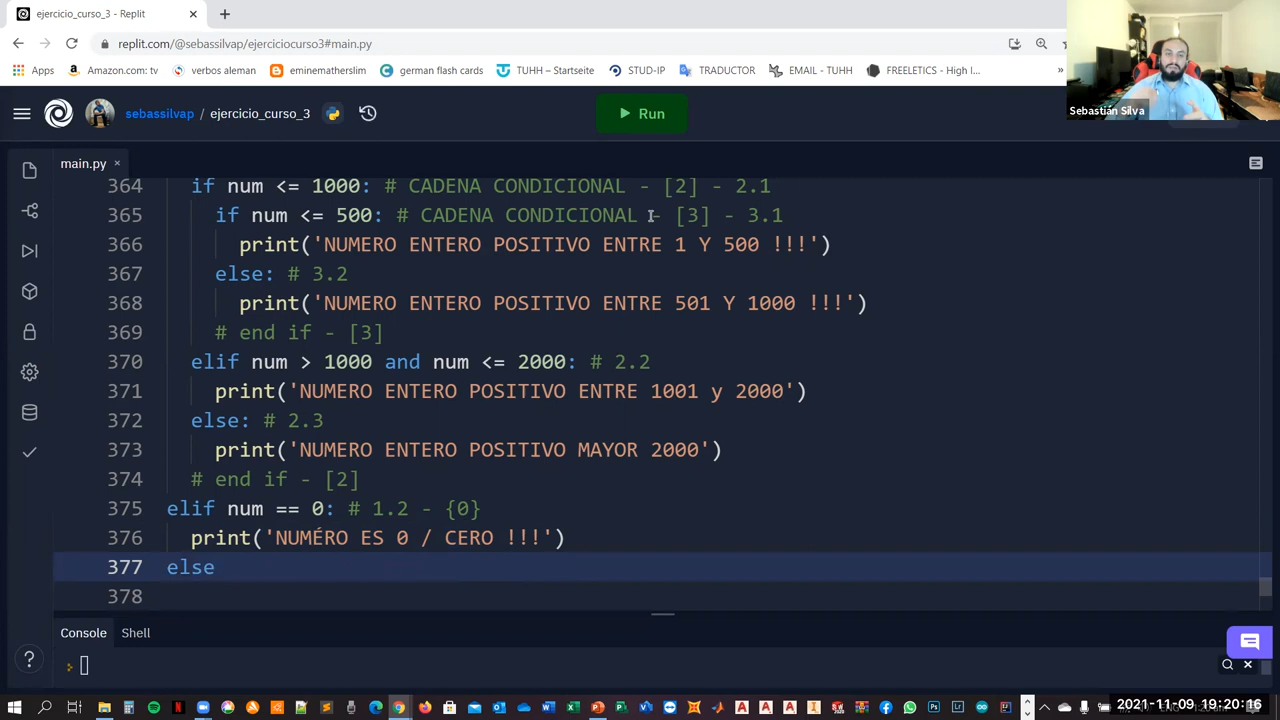 ejercicio_curso_3 - Replit
replit.com/@sebassilvap/ejerciciocurso3#main.py
Apps
Amazon.com: tv
verbos aleman
eminematherslim
german flash cards
TUHH – Startseite
STUD-IP
TRADUCTOR
EMAIL - TUHH
FREELETICS - High I...
»
Sebastián Silva
sebassilvap / ejercicio_curso_3
Run
main.py
364 if num <= 1000: # CADENA CONDICIONAL - [2] - 2.1
365 if num <= 500: # CADENA CONDICIONAL - [3] - 3.1
366 print('NUMERO ENTERO POSITIVO ENTRE 1 Y 500 !!!')
367 else: # 3.2
368 print('NUMERO ENTERO POSITIVO ENTRE 501 Y 1000 !!!')
369 # end if - [3]
370 elif num > 1000 and num <= 2000: # 2.2
371 print('NUMERO ENTERO POSITIVO ENTRE 1001 y 2000')
372 else: # 2.3
373 print('NUMERO ENTERO POSITIVO MAYOR 2000')
374 # end if - [2]
375 elif num == 0: # 1.2 - {0}
376 print('NUMÉRO ES 0 / CERO !!!')
377 else
378
Console
Shell
2021-11-09 19:20:16